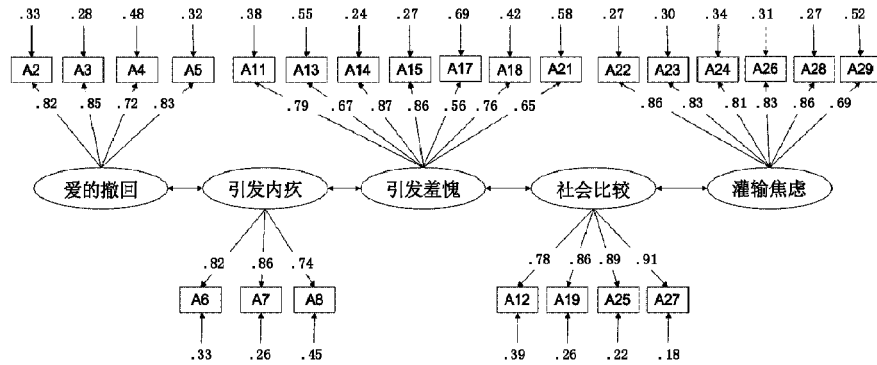 .33 .28 .48 .32 .38 .55 .24 .27 .69 .42 .58 .27 .30 .34 .31 .27 .52
A2 A3 A4 A5 A11 A13 A14 A15 A17 A18 A21 A22 A23 A24 A26 A28 A29
.82 .85 .72 .83 .79 .67 .87 .86 .56 .76 .65 .86 .83 .81 .83 .86 .69
爱的撤回 引发内疚 引发羞愧 社会比较 灌输焦虑
.82 .86 .74 .78 .86 .89 .91
A6 A7 A8 A12 A19 A25 A27
.33 .26 .45 .39 .26 .22 .18